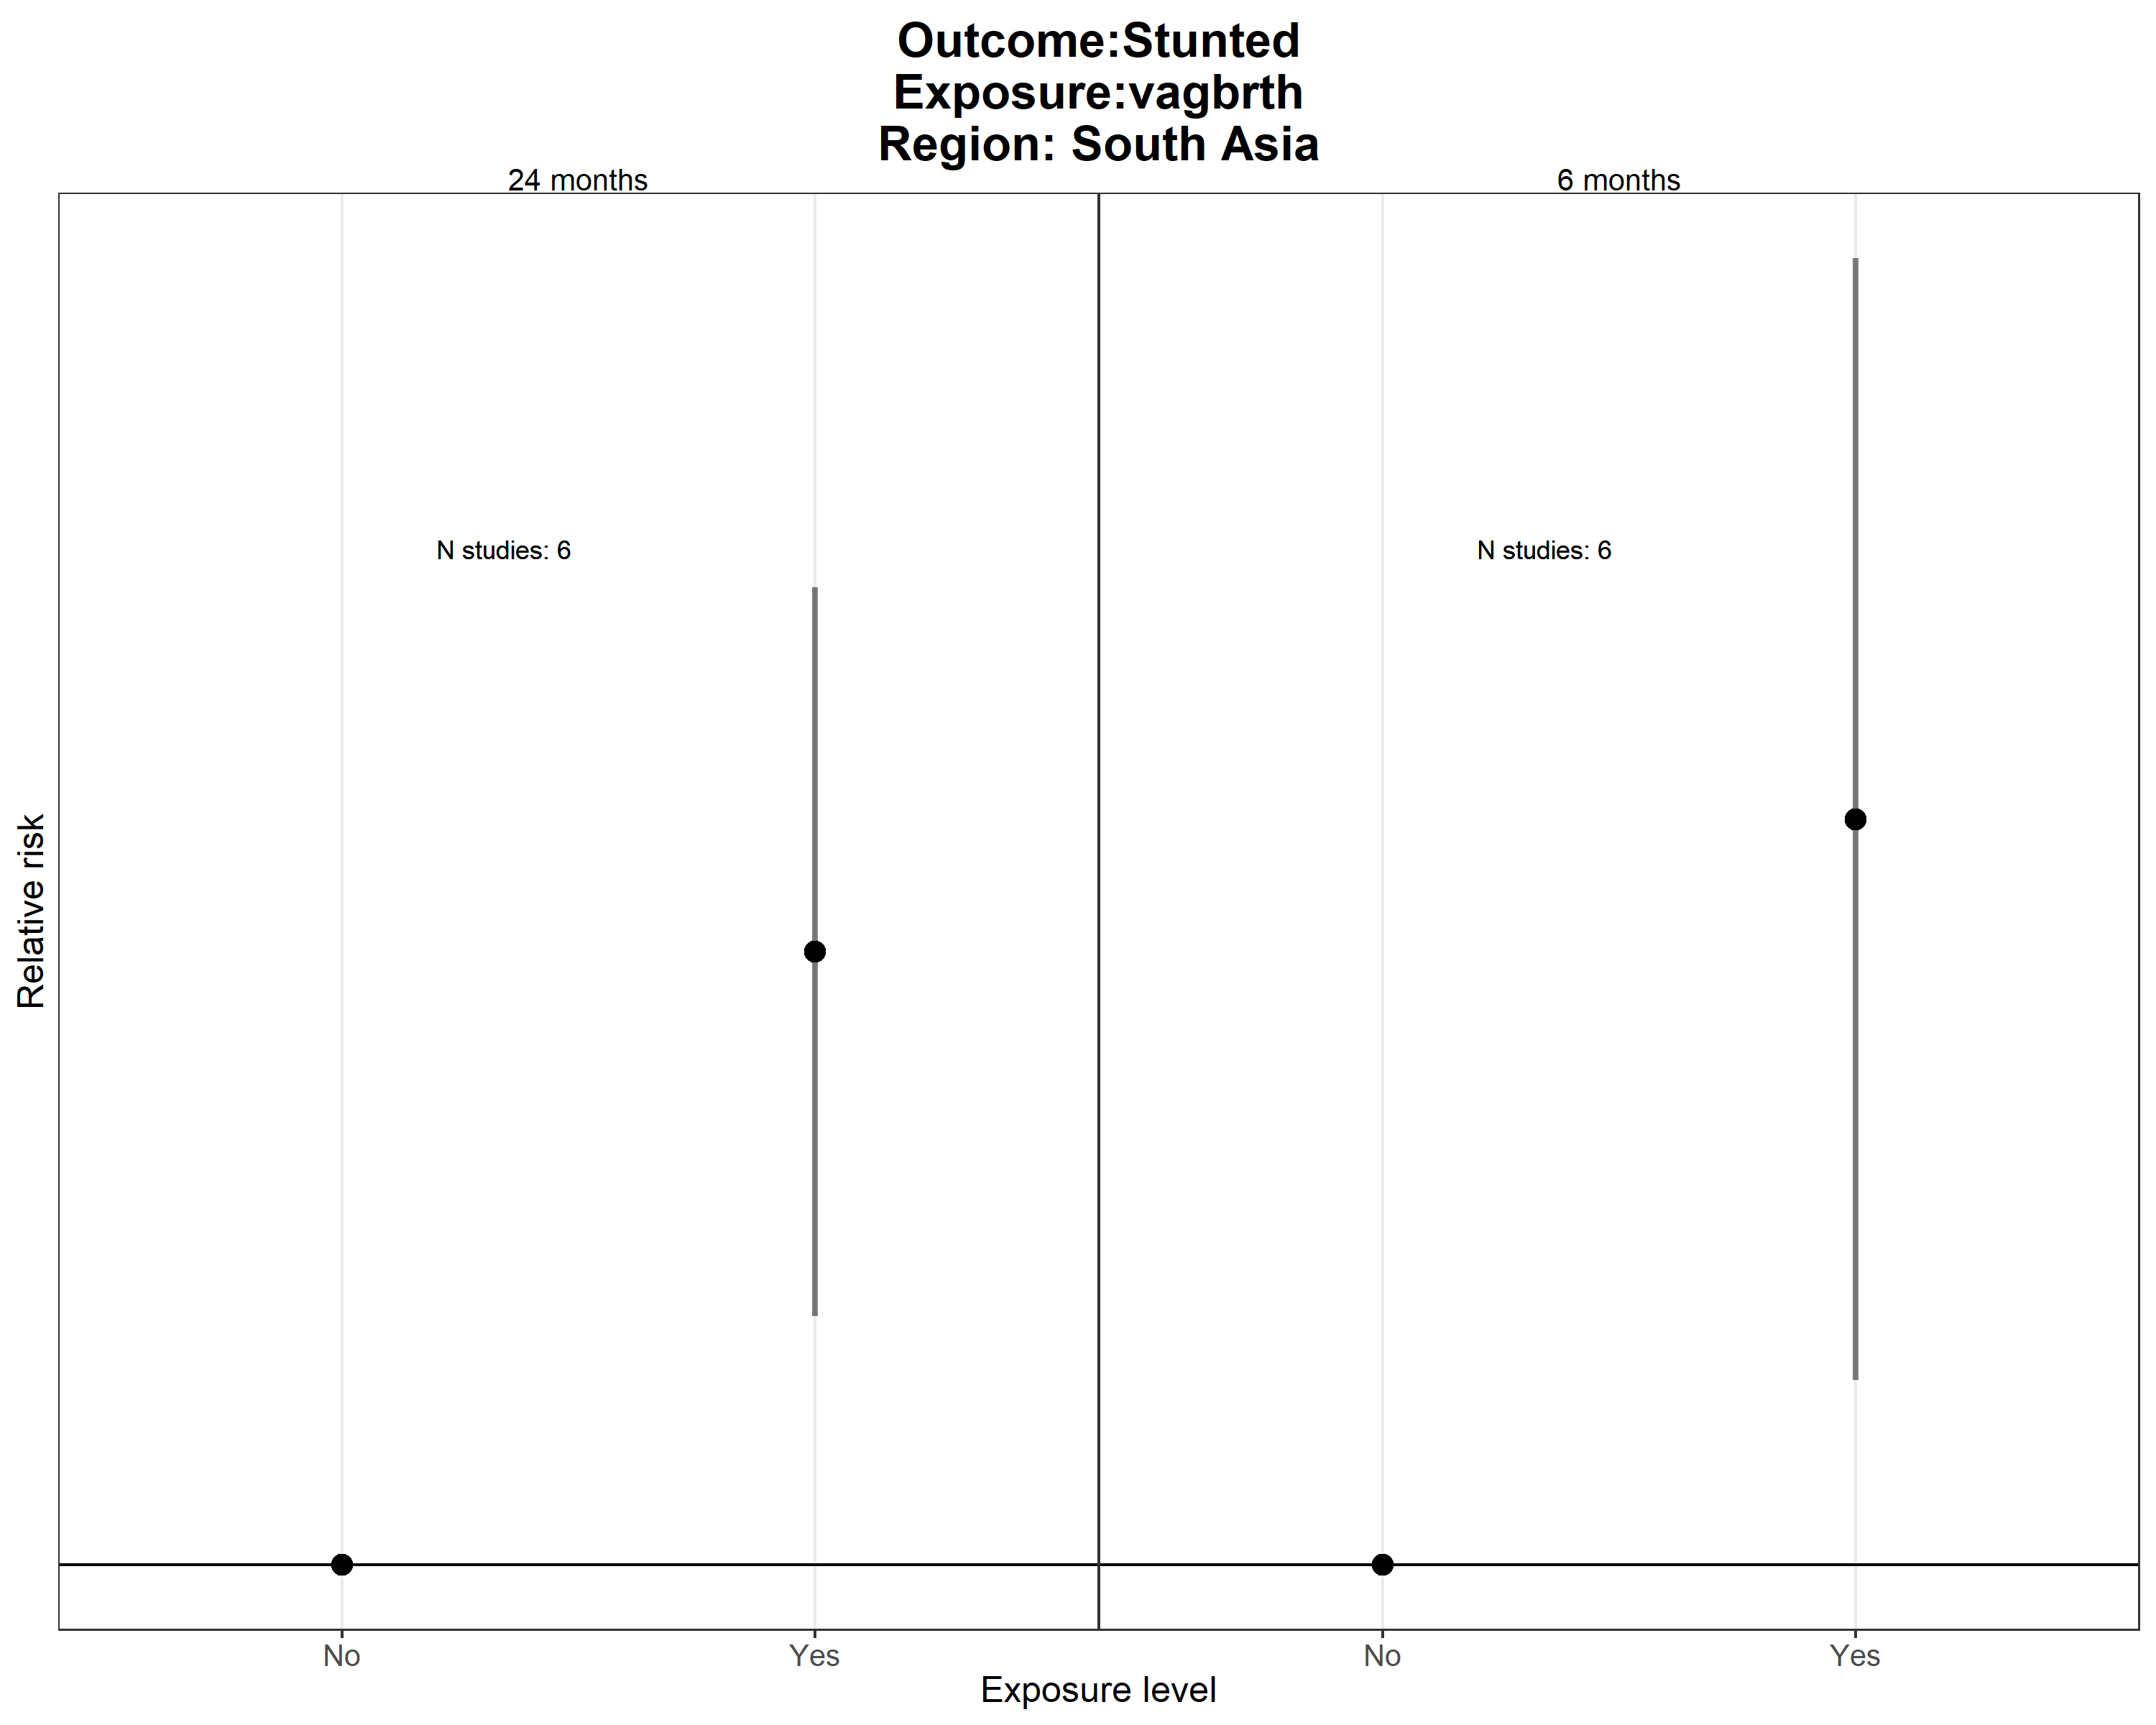 Outcome:Stunted
Exposure:vagbrth
Region: South Asia
24 months
6 months
N studies: 6
N studies: 6
Relative risk
No
Yes
No
Yes
Exposure level